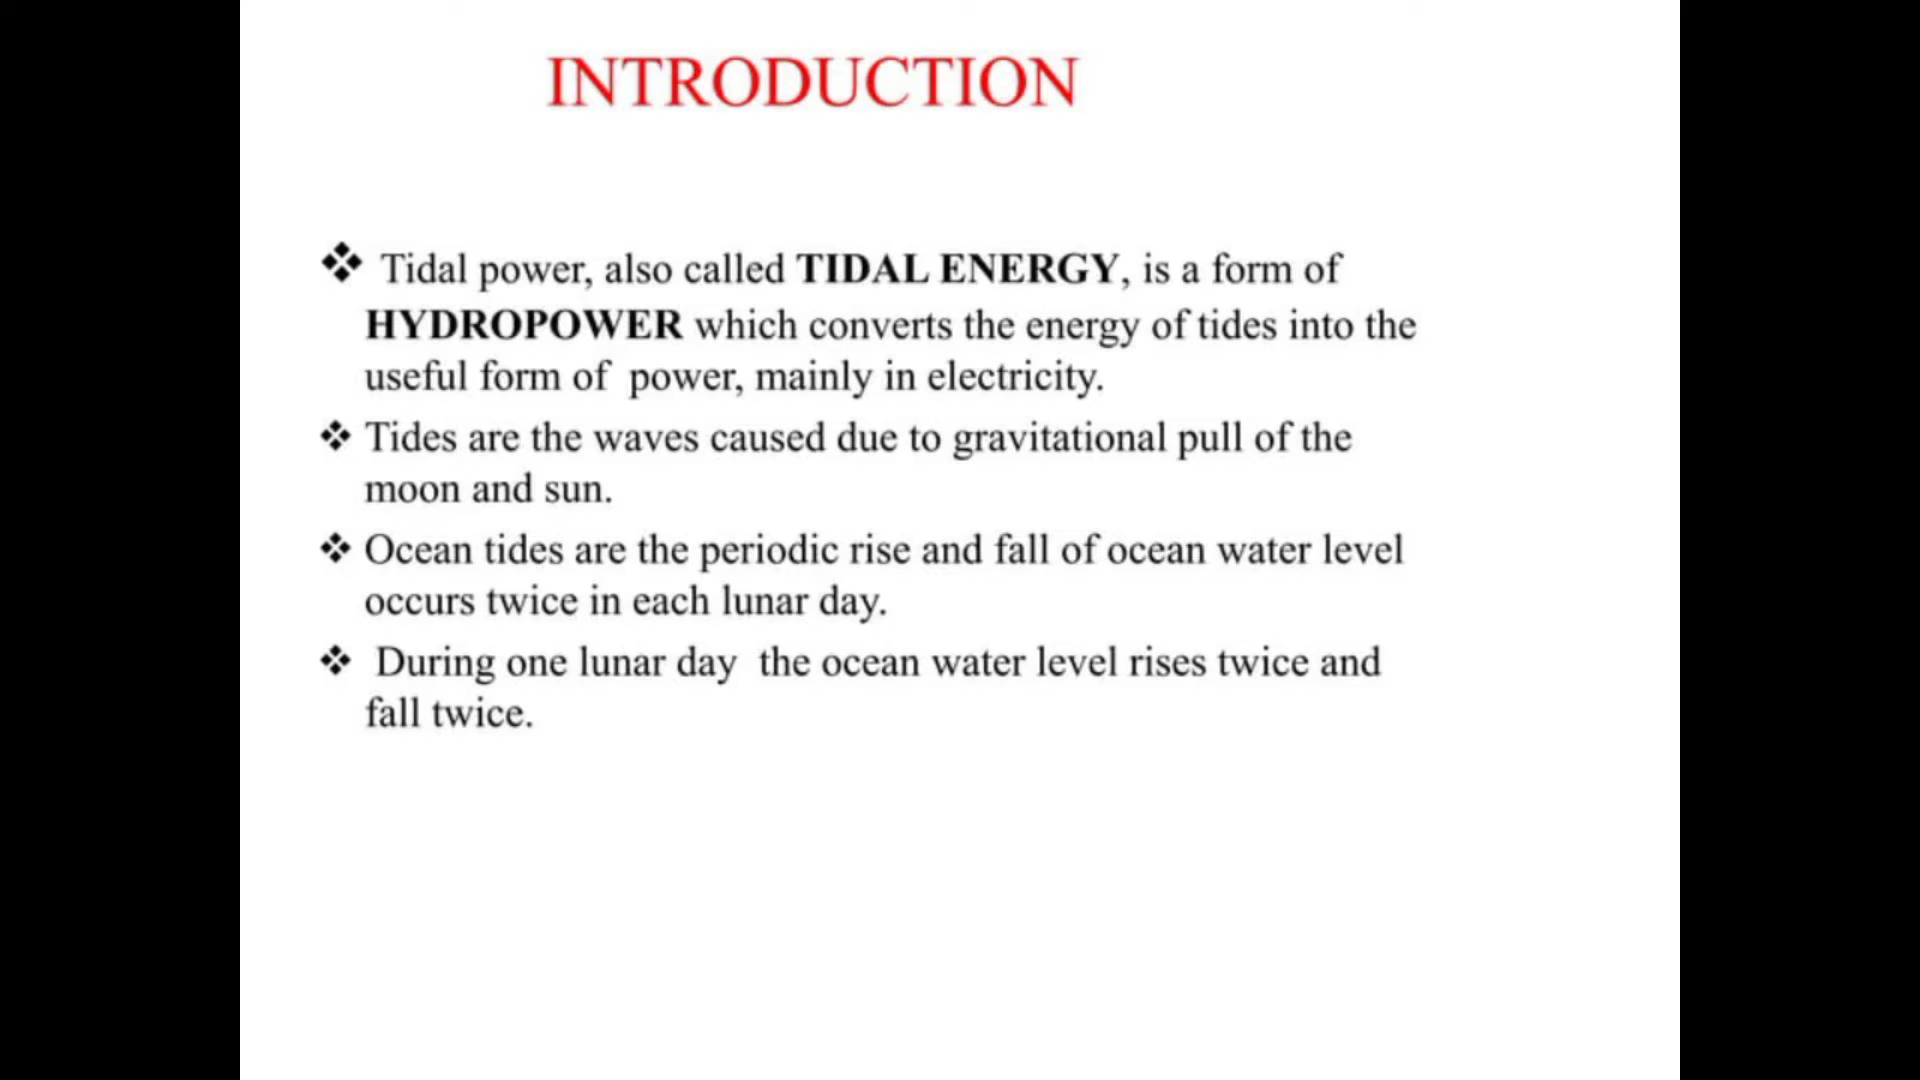 INTRODUCTION
❖ Tidal power, also called TIDAL ENERGY, is a form of
HYDROPOWER which converts the energy of tides into the
useful form of power, mainly in electricity.
❖ Tides are the waves caused due to gravitational pull of the
moon and sun.
❖ Ocean tides are the periodic rise and fall of ocean water level
occurs twice in each lunar day.
❖ During one lunar day the ocean water level rises twice and
fall twice.